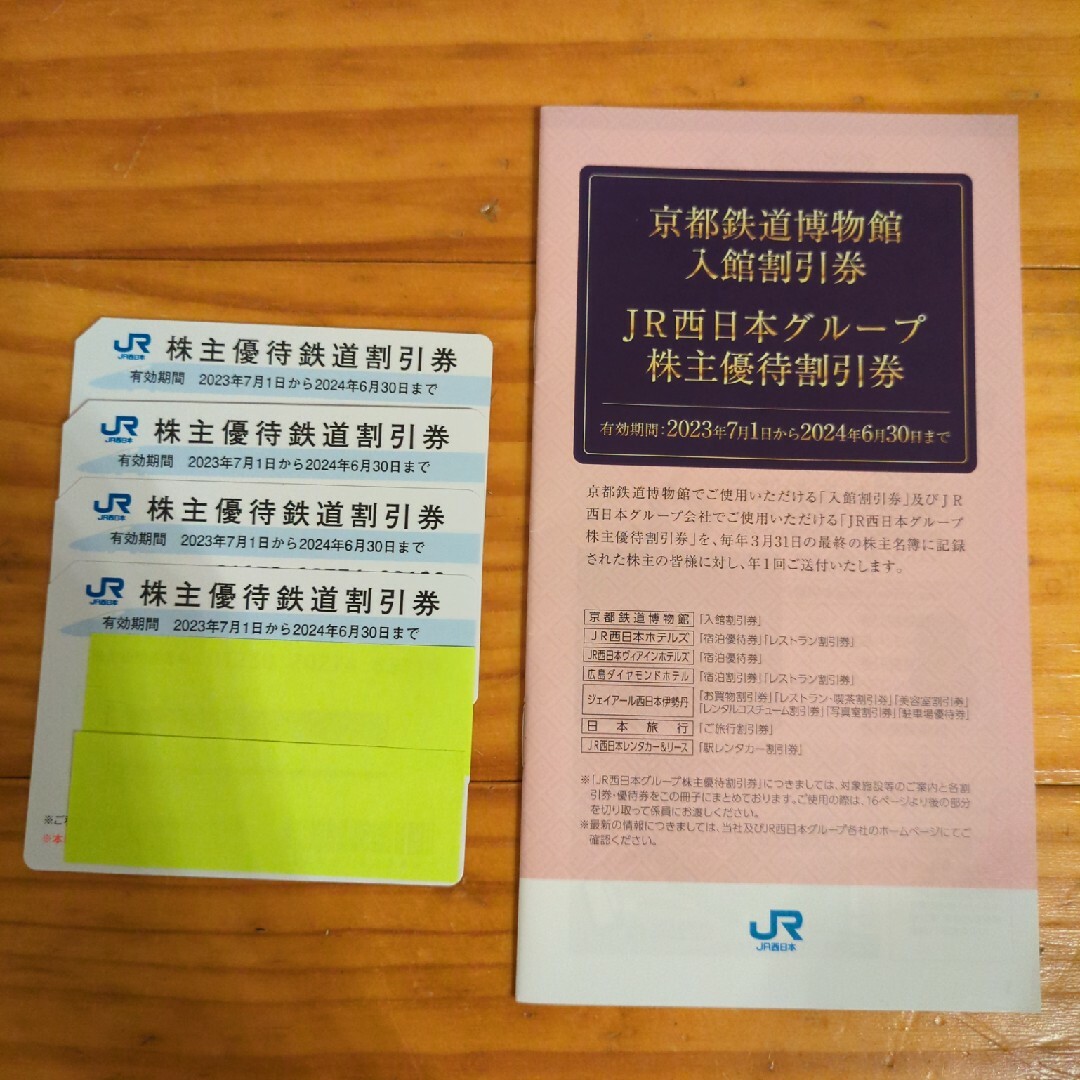 JR
JR西日本
株主優待鉄道割引券
有効期間 2023年7月1日から2024年6月30日まで
JR
JR西日本
株主優待鉄道割引券
有効期間 2023年7月1日から2024年6月30日まで
JR
JR西日本
株主優待鉄道割引券
有効期間 2023年7月1日から2024年6月30日まで
JR
JR西日本
株主優待鉄道割引券
有効期間 2023年7月1日から2024年6月30日まで
※ご
※本
京都鉄道博物館
入館割引券
JR西日本グループ
株主優待割引券
有効期間:2023年7月1日から2024年6月30日まで
京都鉄道博物館でご使用いただける「入館割引券」及びJR
西日本グループ会社でご使用いただける「JR西日本グループ
株主優待割引券」を、毎年3月31日の最終の株主名簿に記録
された株主の皆様に対し、年1回ご送付いたします。
京都鉄道博物館 「入館割引券」
JR西日本ホテルズ 「宿泊優待券」「レストラン割引券」
JR西日本ヴィアインホテルズ 「宿泊優待券」
広島ダイヤモンドホテル 「宿泊割引券」「レストラン割引券」
ジェイアール西日本伊勢丹 「お買物割引券」「レストラン・喫茶割引券」「美容室割引券」
「レンタルコスチューム割引券」「写真室割引券」「駐車場優待券」
日本旅行 「ご旅行割引券」
JR西日本レンタカー&リース 「駅レンタカー割引券」
※「JR西日本グループ株主優待割引券」につきましては、対象施設等のご案内と各割
引券・優待券をこの冊子にまとめております。ご使用の際は、16ページより後の部分
を切り取って係員にお渡しください。
※最新の情報につきましては、当社及びJR西日本グループ各社のホームページにてご
確認ください。
JR
JR西日本